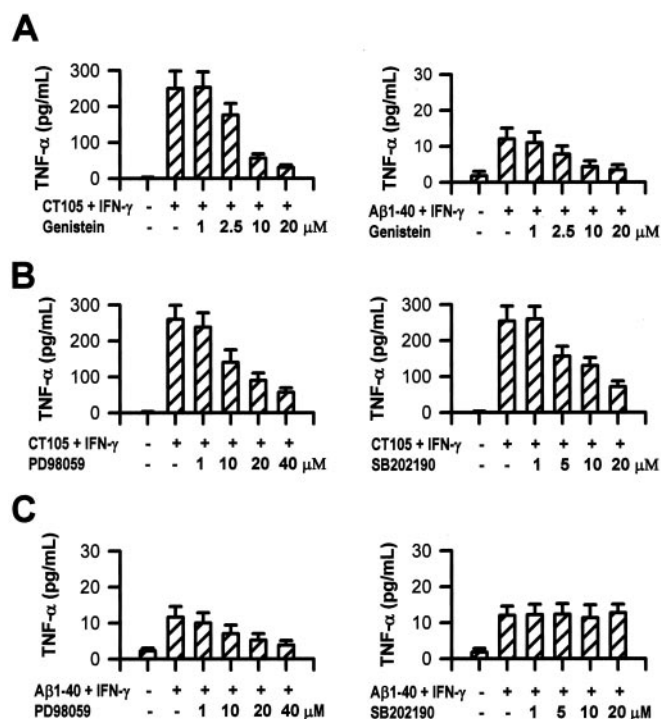 A
TNF-α (pg/mL)
300
200
100
0
CT105 + IFN-γ - + + + + +
Genistein - - 1 2.5 10 20 μM
TNF-α (pg/mL)
30
20
10
0
Aβ1-40 + IFN-γ - + + + + +
Genistein - - 1 2.5 10 20 μM
B
TNF-α (pg/mL)
300
200
100
0
CT105 + IFN-γ - + + + + +
PD98059 - - 1 10 20 40 μM
TNF-α (pg/mL)
300
200
100
0
CT105 + IFN-γ - + + + + +
SB202190 - - 1 5 10 20 μM
C
TNF-α (pg/mL)
30
20
10
0
Aβ1-40 + IFN-γ - + + + + +
PD98059 - - 1 10 20 40 μM
TNF-α (pg/mL)
30
20
10
0
Aβ1-40 + IFN-γ - + + + + +
SB202190 - - 1 5 10 20 μM